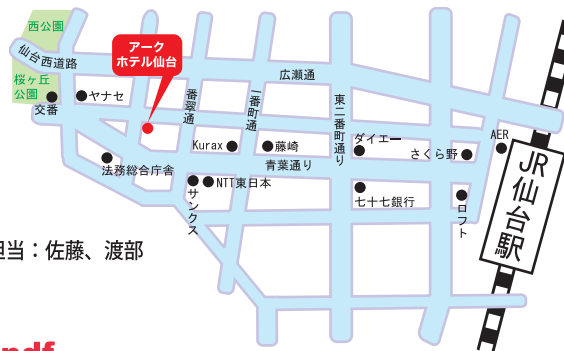 西公園
アーク
ホテル仙台
仙台西道路
広瀬通
桜ヶ丘
公園
交番
ヤナセ
番翠通
一番町通
東二番町通り
Kurax
藤崎
ダイエー
さくら野
AER
青葉通り
法務総合庁舎
サンクス
NTT東日本
七十七銀行
ロフト
JR仙台駅
担当：佐藤、渡部